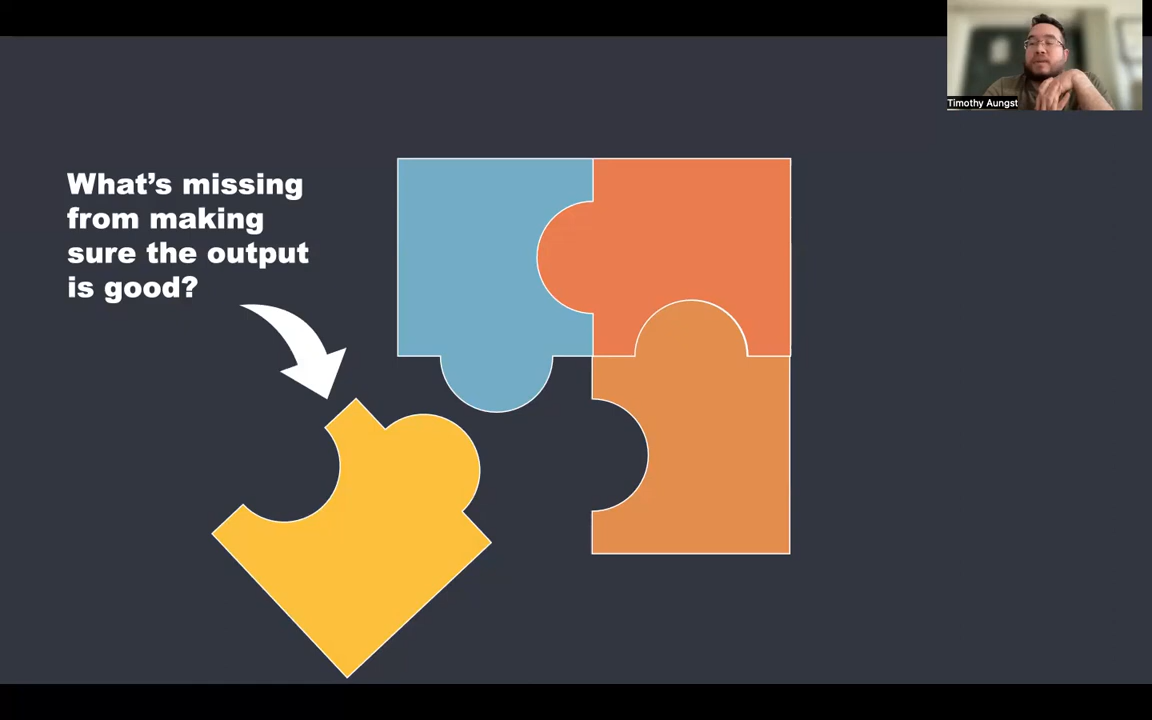 What's missing
from making
sure the output
is good?
Timothy Aungst